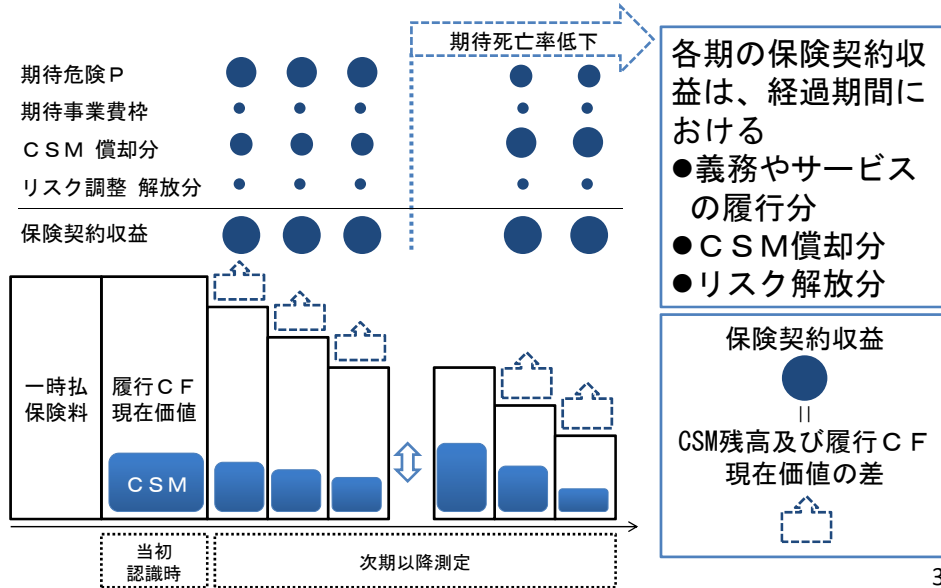 期待死亡率低下
期待危険Ｐ
期待事業費枠
ＣＳＭ 償却分
リスク調整 解放分
保険契約収益
一時払
保険料
履行ＣＦ
現在価値
ＣＳＭ
当初
認識時
次期以降測定
各期の保険契約収
益は、経過期間に
おける
●義務やサービス
の履行分
●ＣＳＭ償却分
●リスク解放分
保険契約収益
＝
CSM残高及び履行ＣＦ
現在価値の差
3